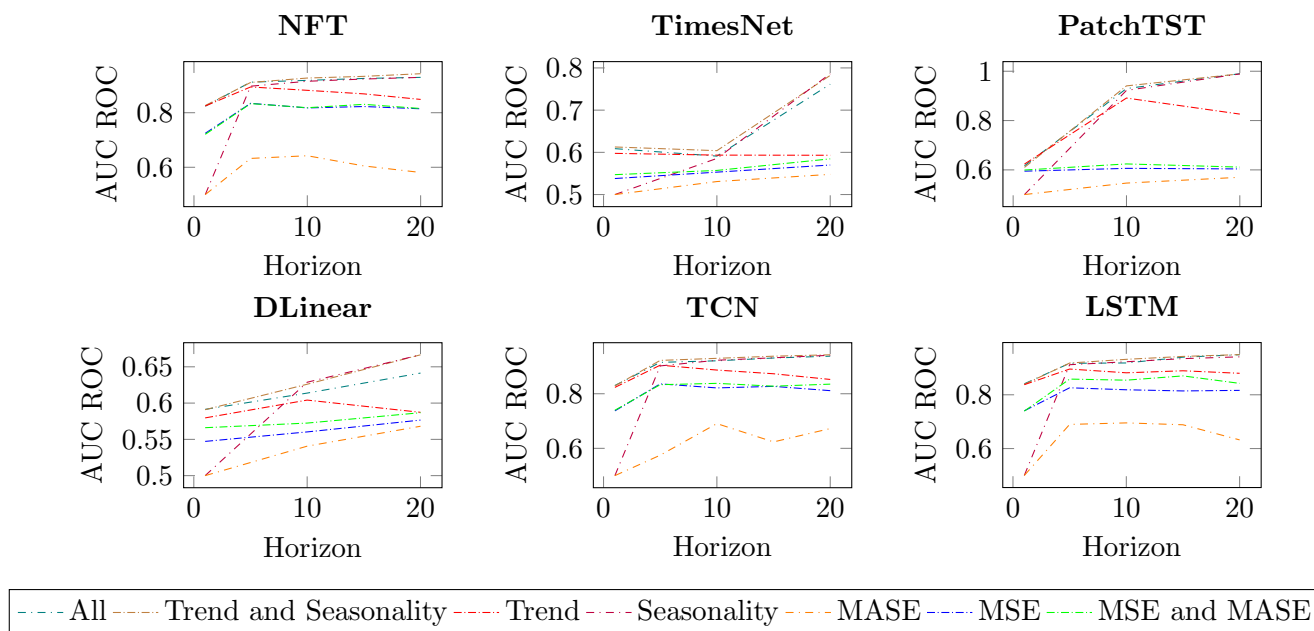 NFT
AUC ROC
0.8
0.6
0 10 20
Horizon
TimesNet
AUC ROC
0.8
0.7
0.6
0.5
0 10 20
Horizon
PatchTST
AUC ROC
1
0.8
0.6
0 10 20
Horizon
DLinear
AUC ROC
0.65
0.6
0.55
0.5
0 10 20
Horizon
TCN
AUC ROC
0.8
0.6
0 10 20
Horizon
LSTM
AUC ROC
0.8
0.6
0 10 20
Horizon
All Trend and Seasonality Trend Seasonality MASE MSE MSE and MASE